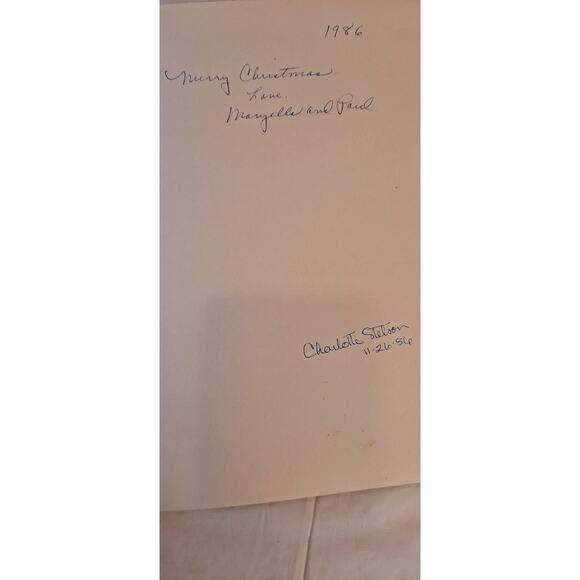 1986
Merry Christmas
Love,
Maryella and Paul
Charlotte Stetson
11-26-86